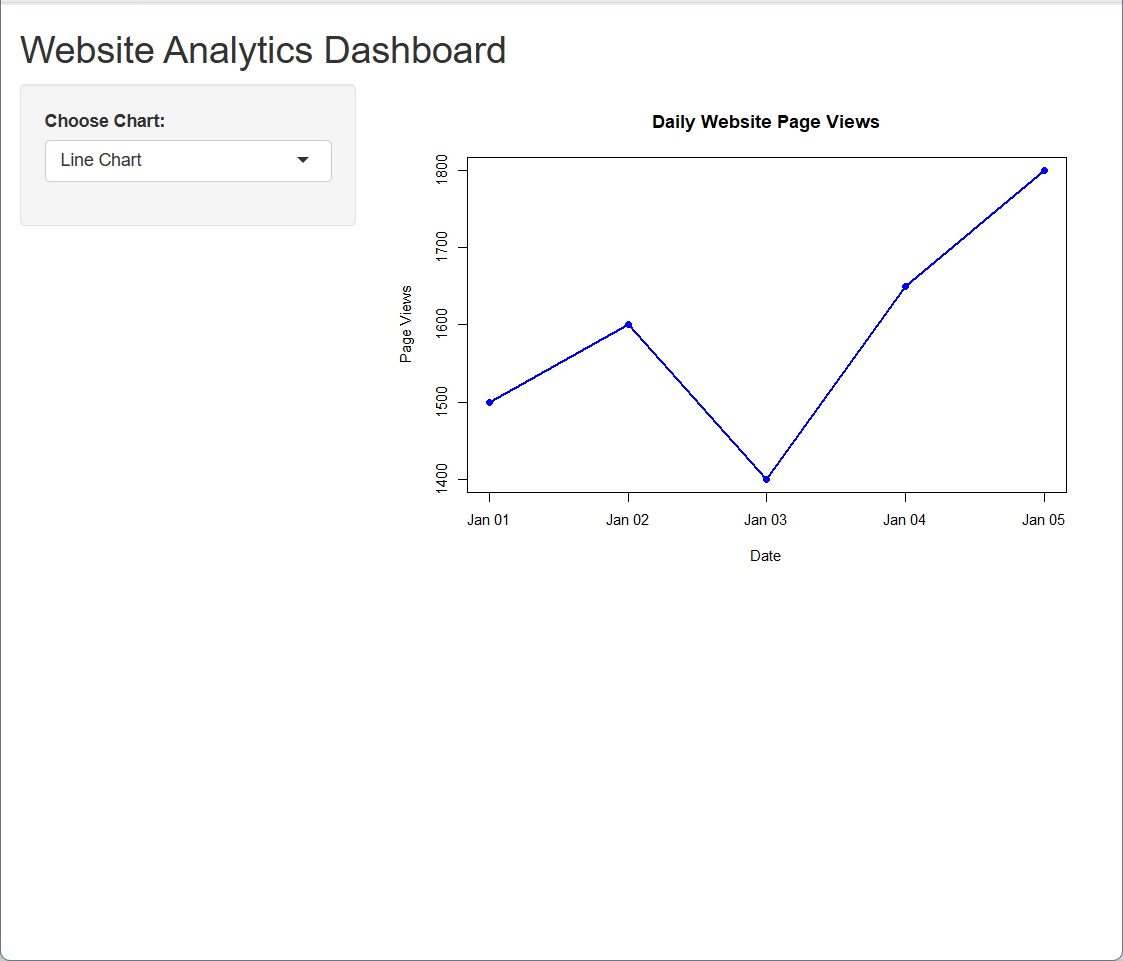 Website Analytics Dashboard
Choose Chart:
Line Chart
Daily Website Page Views
Page Views
1800
1700
1600
1500
1400
Jan 01 Jan 02 Jan 03 Jan 04 Jan 05
Date